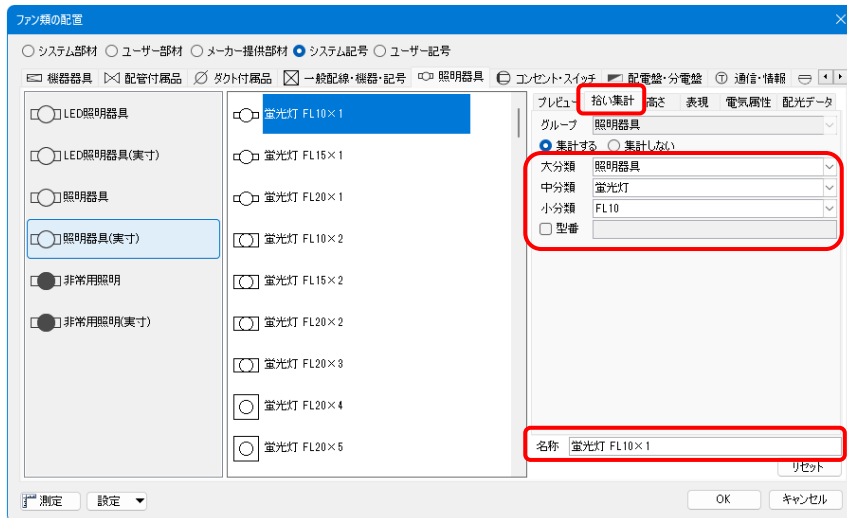 ファン類の配置
システム部材 ユーザー部材 メーカー提供部材 システム記号 ユーザー記号
機器器具 配管付属品 ダクト付属品 一般配線・機器・記号 照明器具 コンセント・スイッチ 配電盤・分電盤 通信・情報
LED照明器具
LED照明器具(実寸)
照明器具
照明器具(実寸)
非常用照明
非常用照明(実寸)
蛍光灯 FL10×1
蛍光灯 FL15×1
蛍光灯 FL20×1
蛍光灯 FL10×2
蛍光灯 FL15×2
蛍光灯 FL20×2
蛍光灯 FL20×3
蛍光灯 FL20×4
蛍光灯 FL20×5
プレビュー 拾い集計 高さ 表現 電気属性 配光データ
グループ 照明器具
集計する 集計しない
大分類 照明器具
中分類 蛍光灯
小分類 FL10
型番
名称 蛍光灯 FL10×1
リセット
測定 設定 OK キャンセル